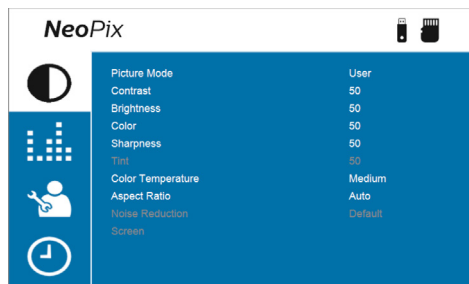 NeoPix
Picture Mode User
Contrast 50
Brightness 50
Color 50
Sharpness 50
Tint 50
Color Temperature Medium
Aspect Ratio Auto
Noise Reduction Default
Screen